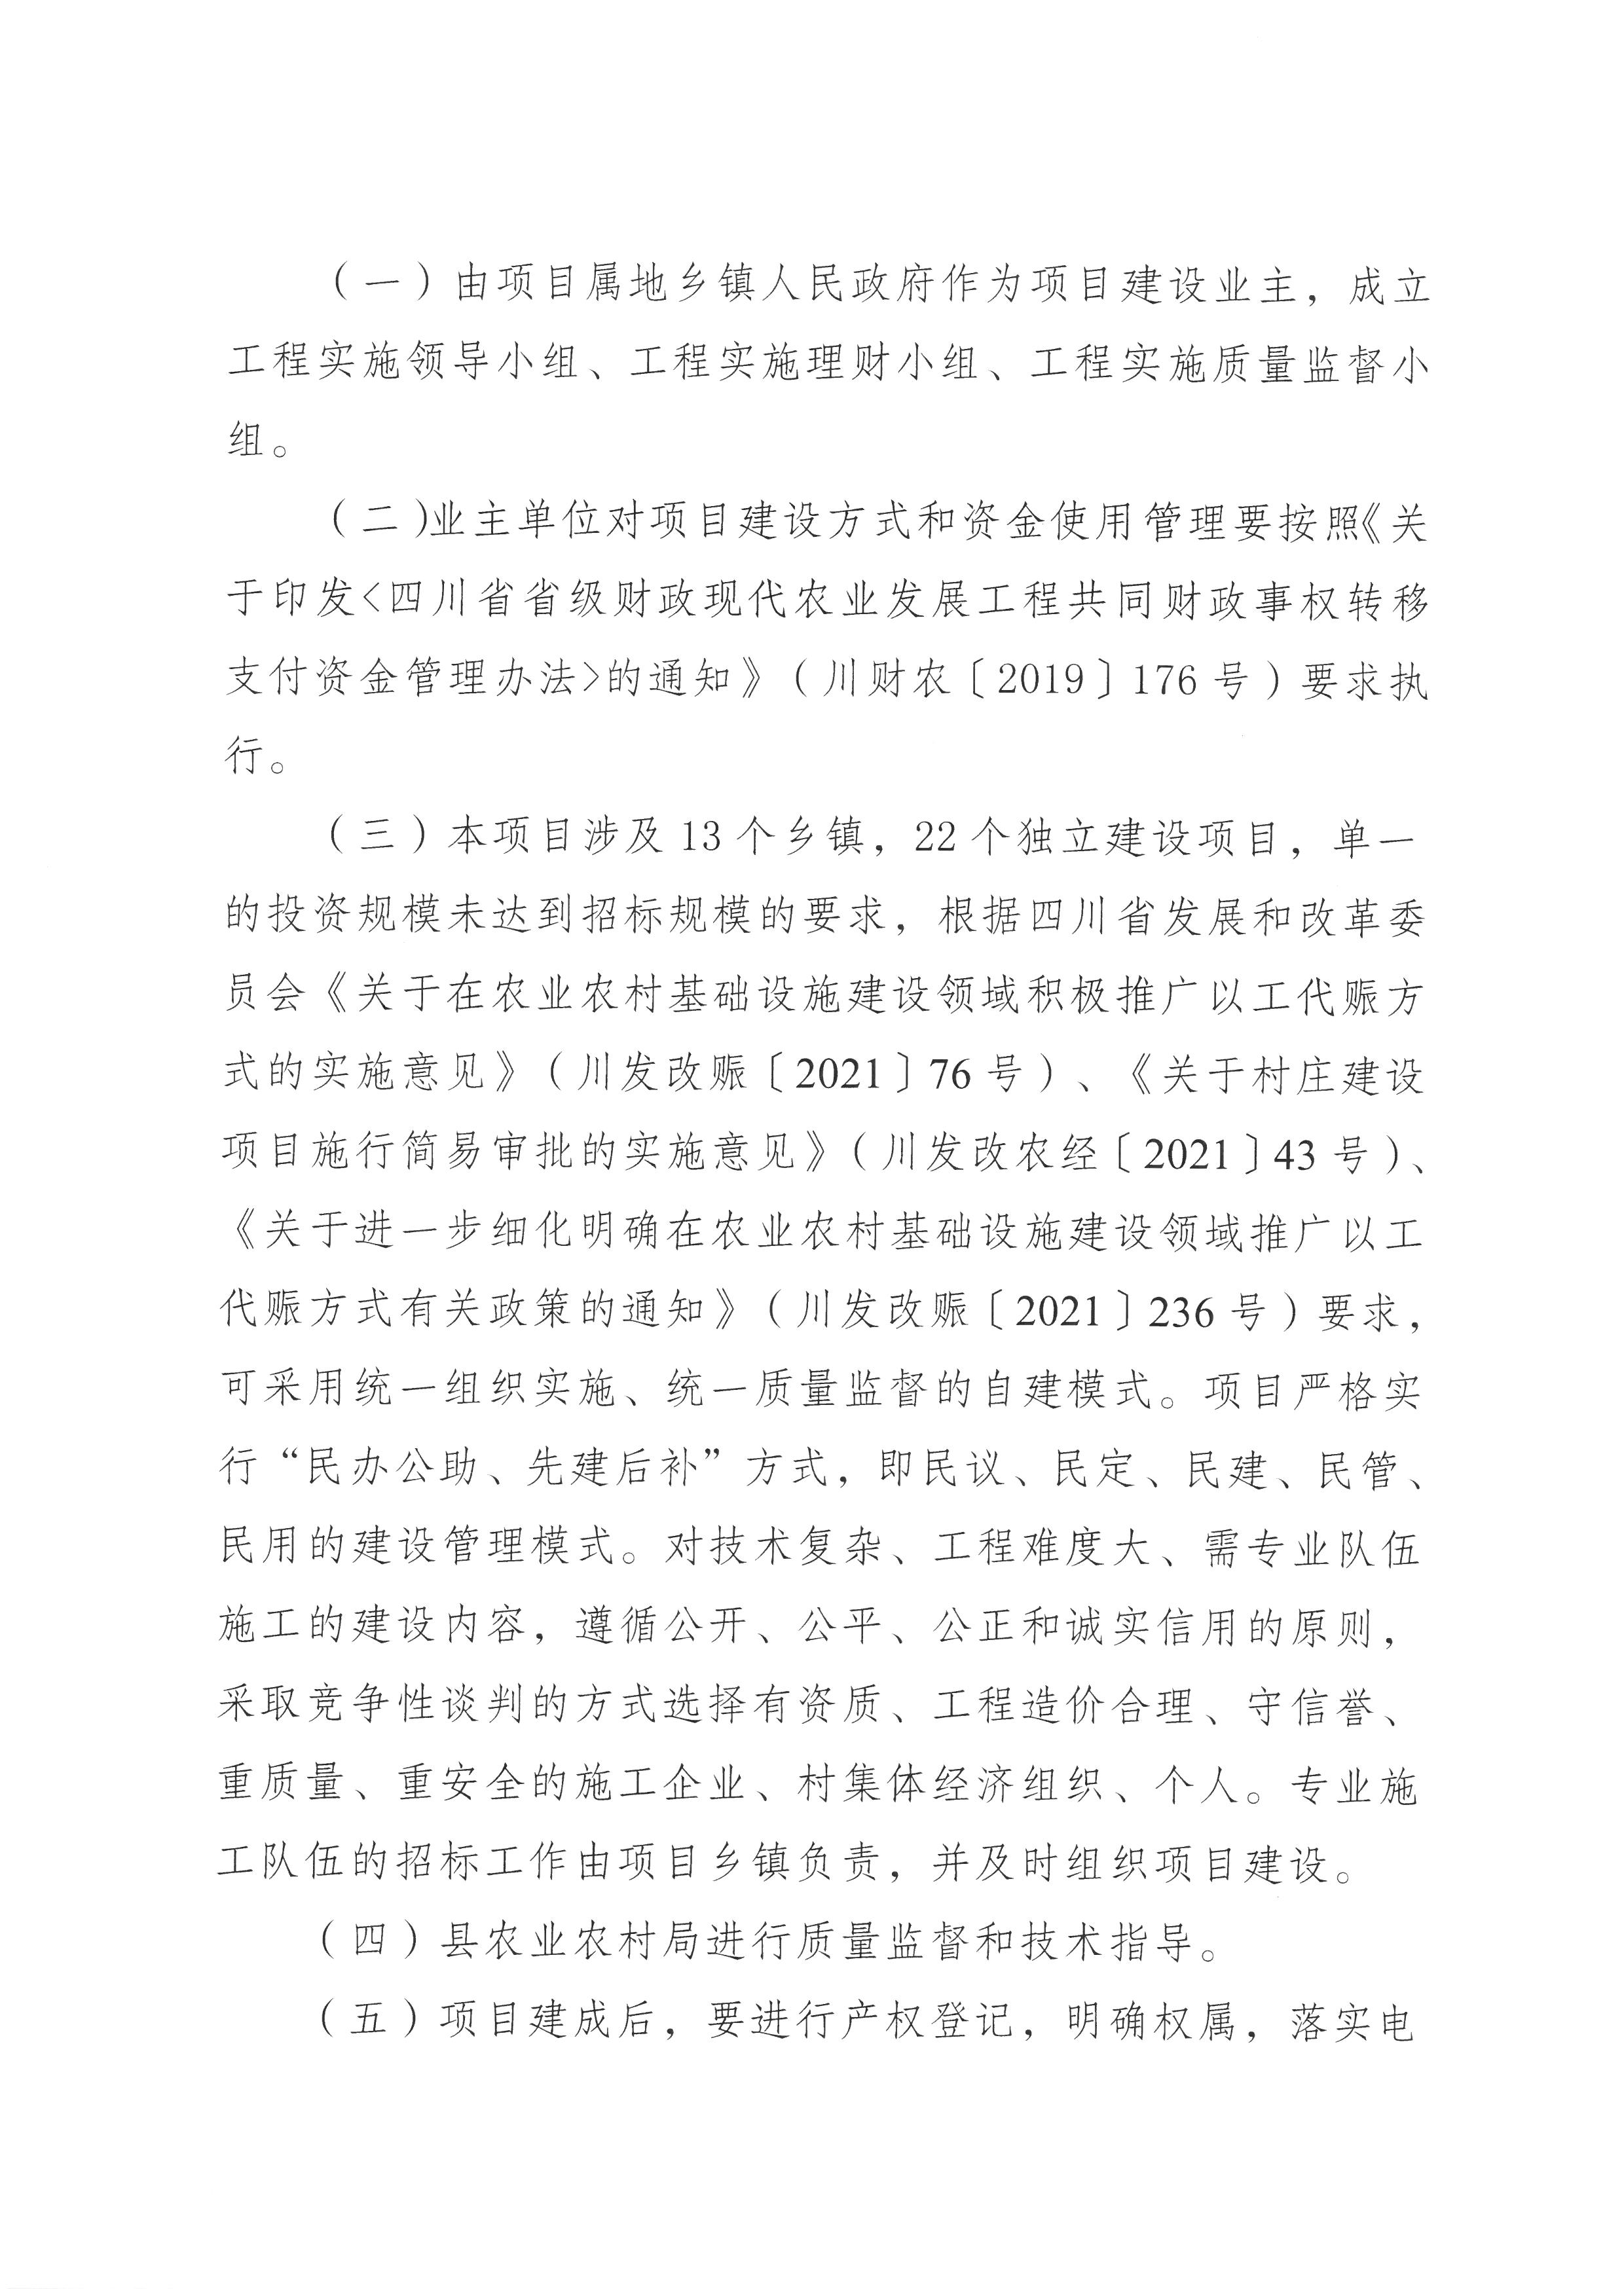 （一）由项目属地乡镇人民政府作为项目建设业主，成立
工程实施领导小组、工程实施理财小组、工程实施质量监督小
组。
（二）业主单位对项目建设方式和资金使用管理要按照《关
于印发<四川省省级财政现代农业发展工程共同财政事权转移
支付资金管理办法>的通知》（川财农〔2019〕176号）要求执
行。
（三）本项目涉及13个乡镇，22个独立建设项目，单一
的投资规模未达到招标规模的要求，根据四川省发展和改革委
员会《关于在农业农村基础设施建设领域积极推广以工代赈方
式的实施意见》（川发改赈〔2021〕76号）、《关于村庄建设
项目施行简易审批的实施意见》（川发改农经〔2021〕43号）、
《关于进一步细化明确在农业农村基础设施建设领域推广以工
代赈方式有关政策的通知》（川发改赈〔2021〕236号）要求，
可采用统一组织实施、统一质量监督的自建模式。项目严格实
行“民办公助、先建后补”方式，即民议、民定、民建、民管、
民用的建设管理模式。对技术复杂、工程难度大、需专业队伍
施工的建设内容，遵循公开、公平、公正和诚实信用的原则，
采取竞争性谈判的方式选择有资质、工程造价合理、守信誉、
重质量、重安全的施工企业、村集体经济组织、个人。专业施
工队伍的招标工作由项目乡镇负责，并及时组织项目建设。
（四）县农业农村局进行质量监督和技术指导。
（五）项目建成后，要进行产权登记，明确权属，落实电